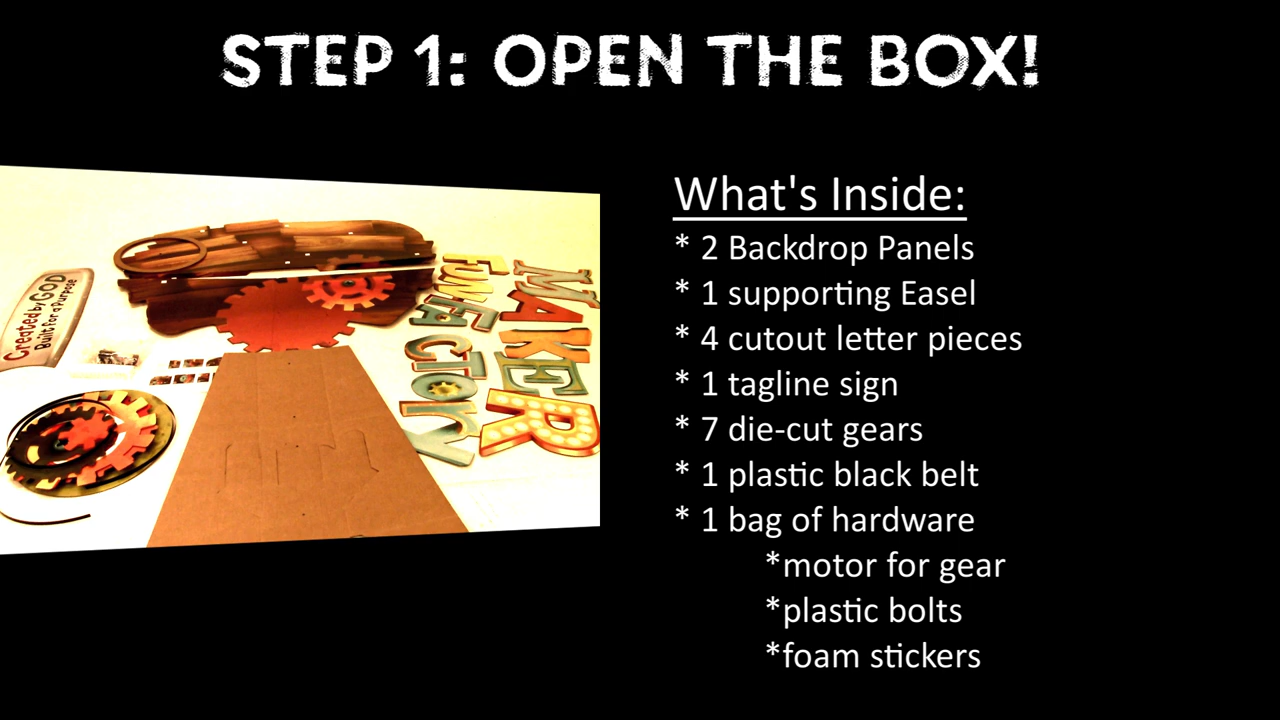 STEP 1: OPEN THE BOX!
What's Inside:
* 2 Backdrop Panels
* 1 supporting Easel
* 4 cutout letter pieces
* 1 tagline sign
* 7 die-cut gears
* 1 plastic black belt
* 1 bag of hardware
*motor for gear
*plastic bolts
*foam stickers
Created by GOD
Built for a purpose
MAKER
FUN FACTORY